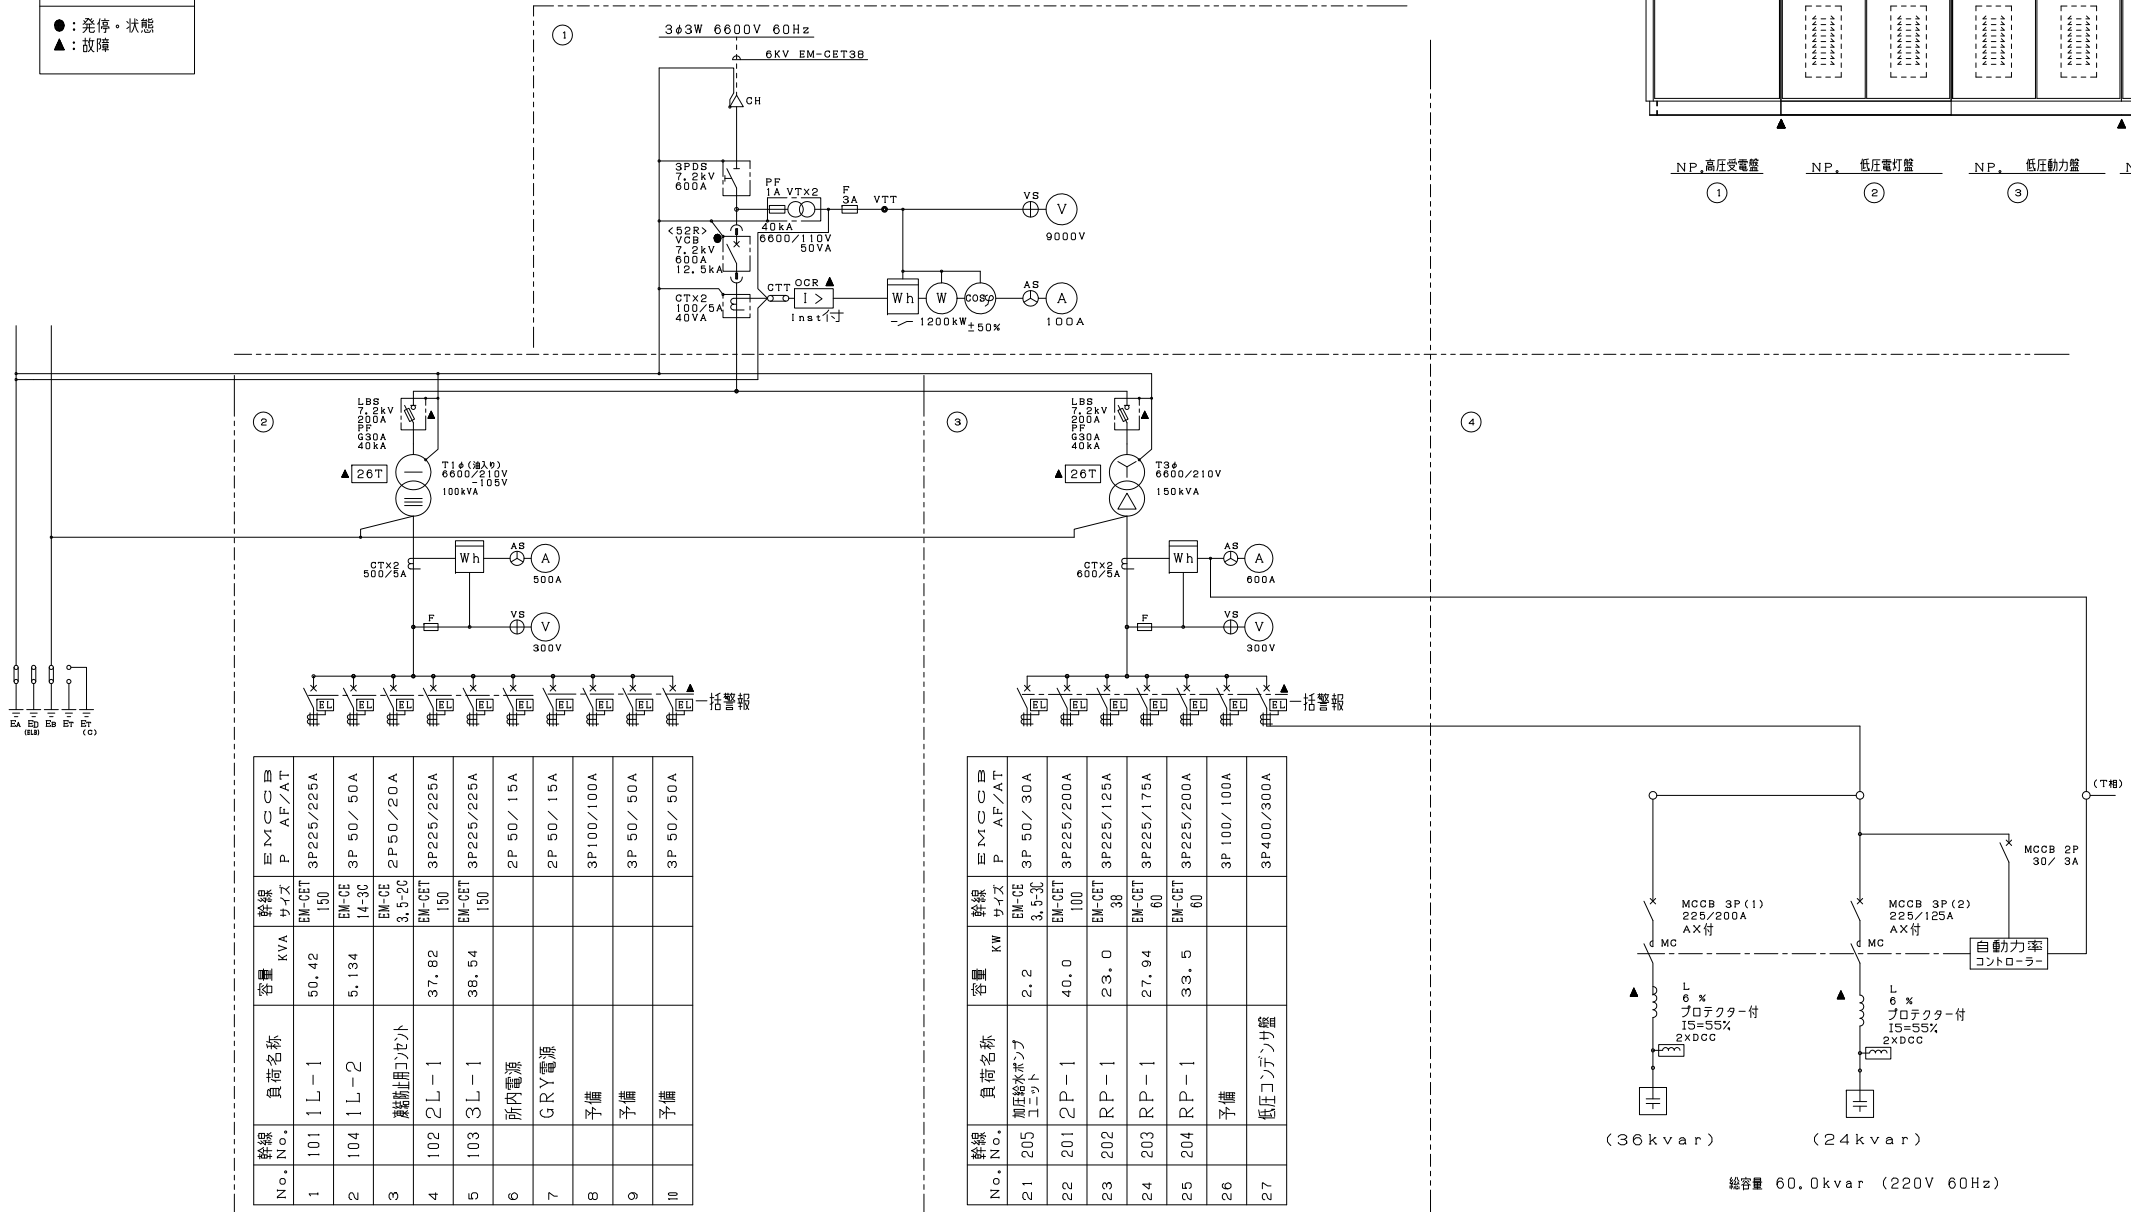 ●：発停・状態
▲：故障
1
3φ3W 6600V 60Hz
6KV EM-CET38
CH
3PDS
7.2kV
600A
PF
1A VT×2
F
3A
VTT
VS
V
9000V
40kA
6600/110V
50VA
<52R>
VCB
7.2kV
600A
12.5kA
CT×2
100/5A
40VA
CTT
OCR ▲
I >
Inst付
Wh
W
cosφ
1200kW
±50%
AS
A
100A
NP. 高圧受電盤
1
NP. 低圧電灯盤
2
NP. 低圧動力盤
3
2
LBS
7.2kV
200A
PF
G30A
40kA
▲
▲ 26T
T1φ(油入り)
6600/210V
-105V
100kVA
CT×2
500/5A
Wh
AS
A
500A
F
VS
V
300V
EL EL EL EL EL EL EL EL EL EL
▲
一括警報
3
LBS
7.2kV
200A
PF
G30A
40kA
▲
▲ 26T
T3φ
6600/210V
150kVA
CT×2
600/5A
Wh
AS
A
600A
F
VS
V
300V
EL EL EL EL EL EL EL
▲
一括警報
4
EA ED EB ET ET
(ELB) (C)
No. 幹線No. 負荷名称 容量 KVA 幹線サイズ EMCCB P AF/AT
1 101 1L-1 50.42 EM-CET 150 3P225/225A
2 104 1L-2 5.134 EM-CE 14-3C 3P 50/ 50A
3 凍結防止用コンセント EM-CE 3.5-2C 2P50/20A
4 102 2L-1 37.82 EM-CET 150 3P225/225A
5 103 3L-1 38.54 EM-CET 150 3P225/225A
6 所内電源 2P 50/ 15A
7 GRY電源 2P 50/ 15A
8 予備 3P100/100A
9 予備 3P 50/ 50A
10 予備 3P 50/ 50A
No. 幹線No. 負荷名称 容量 KW 幹線サイズ EMCCB P AF/AT
21 205 加圧給水ポンプユニット 2.2 EM-CE 3.5-3C 3P 50/ 30A
22 201 2P-1 40.0 EM-CET 100 3P225/200A
23 202 RP-1 23.0 EM-CET 38 3P225/125A
24 203 RP-1 27.94 EM-CET 60 3P225/175A
25 204 RP-1 33.5 EM-CET 60 3P225/200A
26 予備 3P 100/ 100A
27 低圧コンデンサ盤 3P400/300A
(T相)
MCCB 2P
30/ 3A
MCCB 3P(1)
225/200A
AX付
MC
MCCB 3P(2)
225/125A
AX付
MC
自動力率
コントローラー
▲
L
6 %
プロテクター付
I5=55%
2×DCC
▲
L
6 %
プロテクター付
I5=55%
2×DCC
(36kvar)
(24kvar)
総容量 60.0kvar (220V 60Hz)